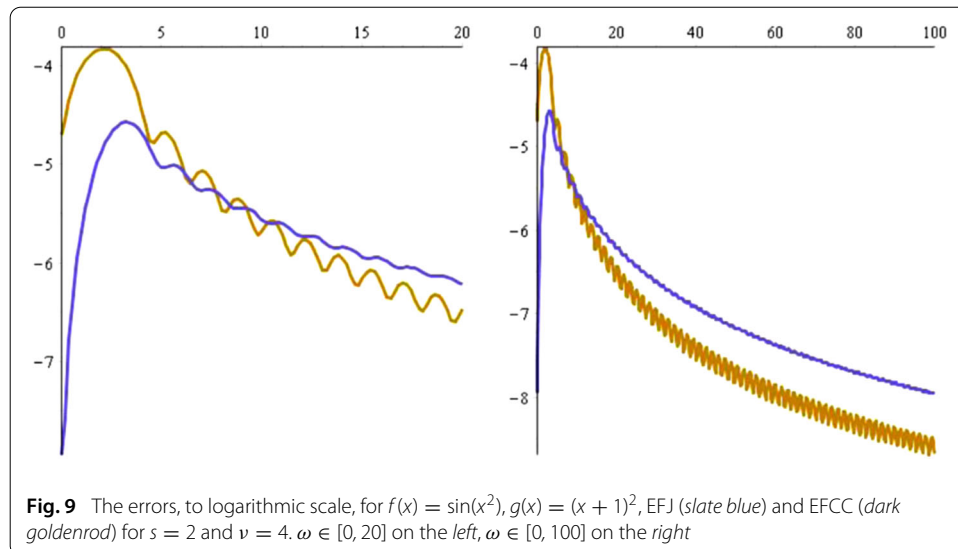 0 5 10 15 20
-4
-5
-6
-7
0 20 40 60 80 100
-4
-5
-6
-7
-8
Fig. 9 The errors, to logarithmic scale, for f(x) = sin(x²), g(x) = (x + 1)², EFJ (slate blue) and EFCC (dark
goldenrod) for s = 2 and ν = 4. ω ∈ [0, 20] on the left, ω ∈ [0, 100] on the right